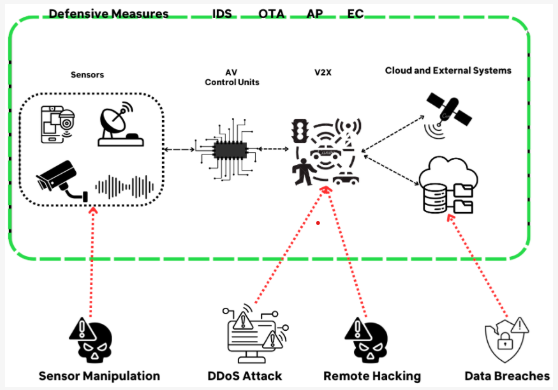 Defensive Measures IDS OTA AP EC
Sensors
AV
Control Units
V2X
Cloud and External Systems
Sensor Manipulation
DDoS Attack
Remote Hacking
Data Breaches